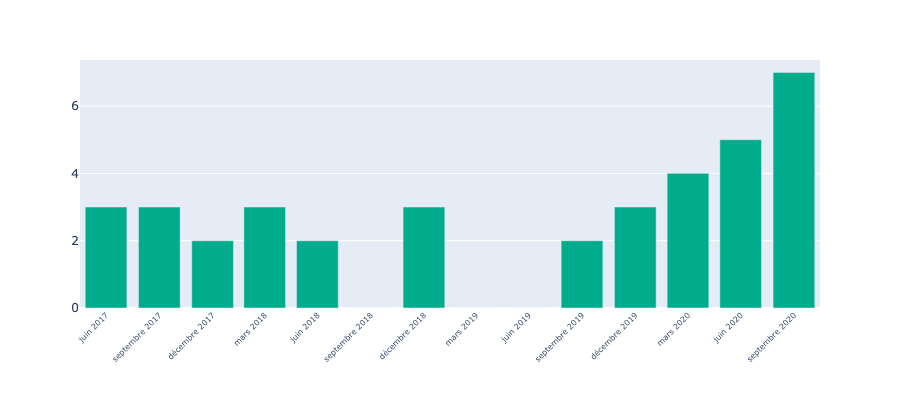 6
4
2
0
juin 2017
septembre 2017
décembre 2017
mars 2018
juin 2018
septembre 2018
décembre 2018
mars 2019
juin 2019
septembre 2019
décembre 2019
mars 2020
juin 2020
septembre 2020